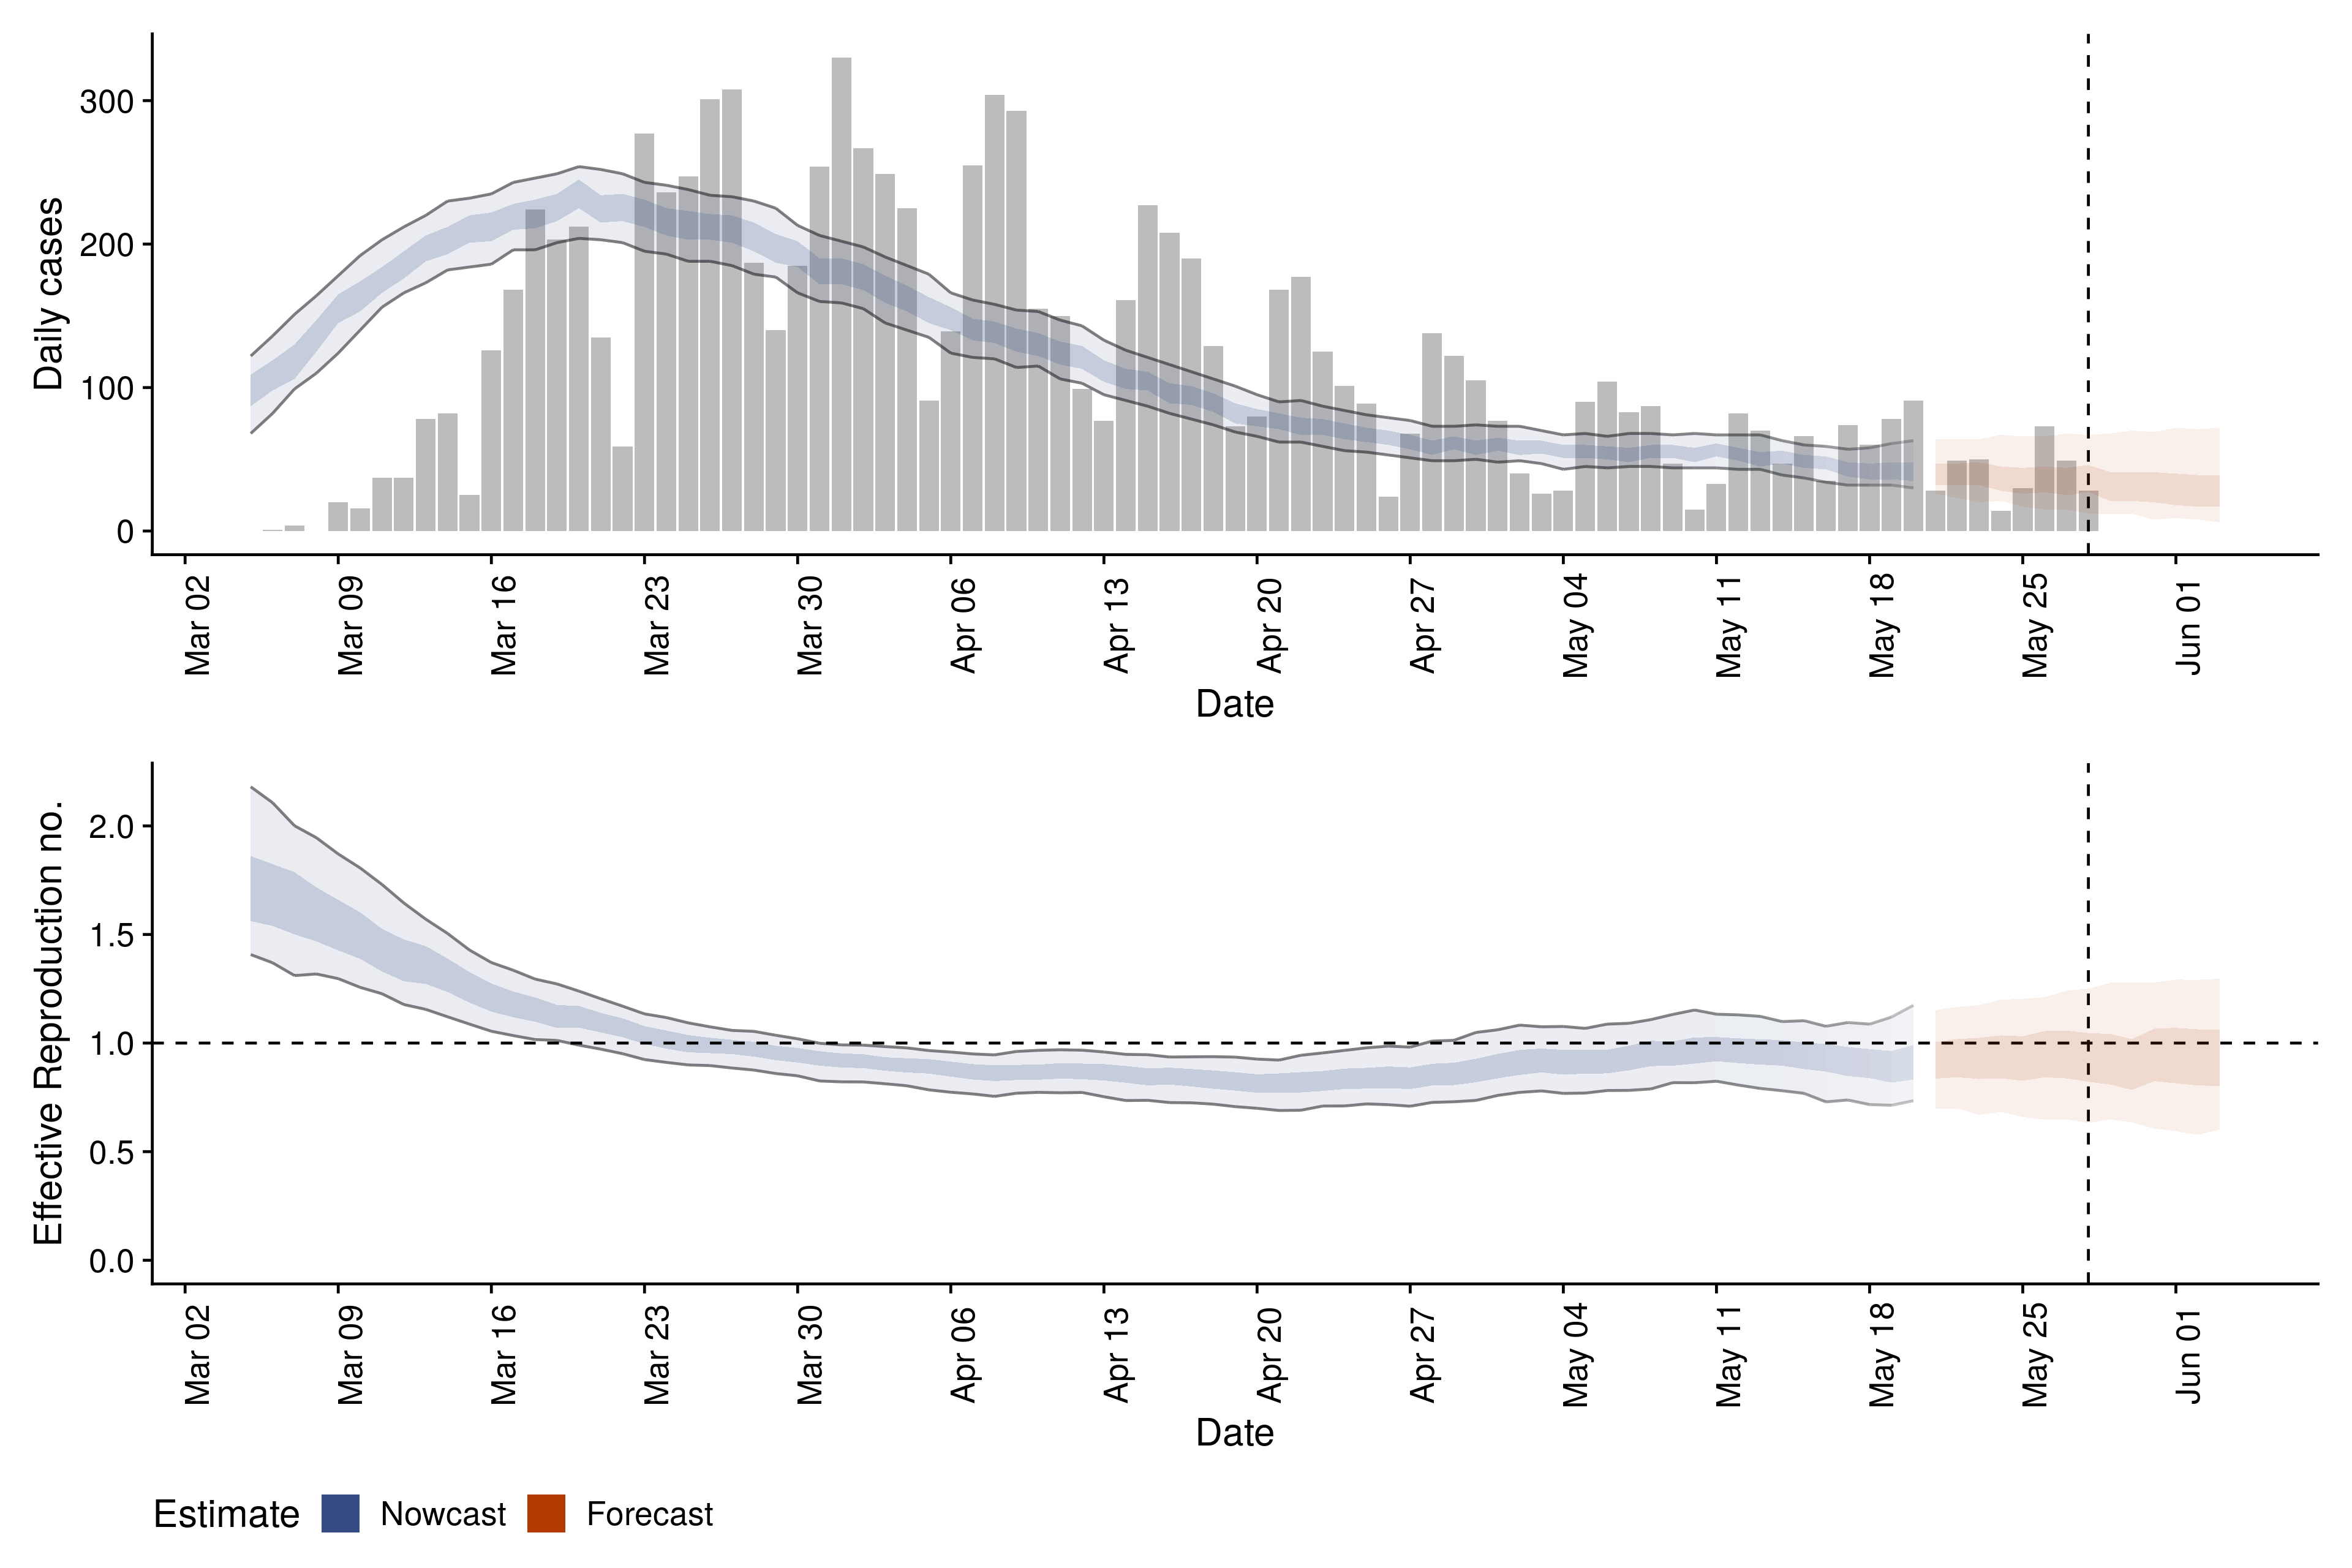 Daily cases
300
200
100
0
Mar 02
Mar 09
Mar 16
Mar 23
Mar 30
Apr 06
Apr 13
Apr 20
Apr 27
May 04
May 11
May 18
May 25
Jun 01
Date
Effective Reproduction no.
2.0
1.5
1.0
0.5
0.0
Mar 02
Mar 09
Mar 16
Mar 23
Mar 30
Apr 06
Apr 13
Apr 20
Apr 27
May 04
May 11
May 18
May 25
Jun 01
Date
Estimate Nowcast Forecast